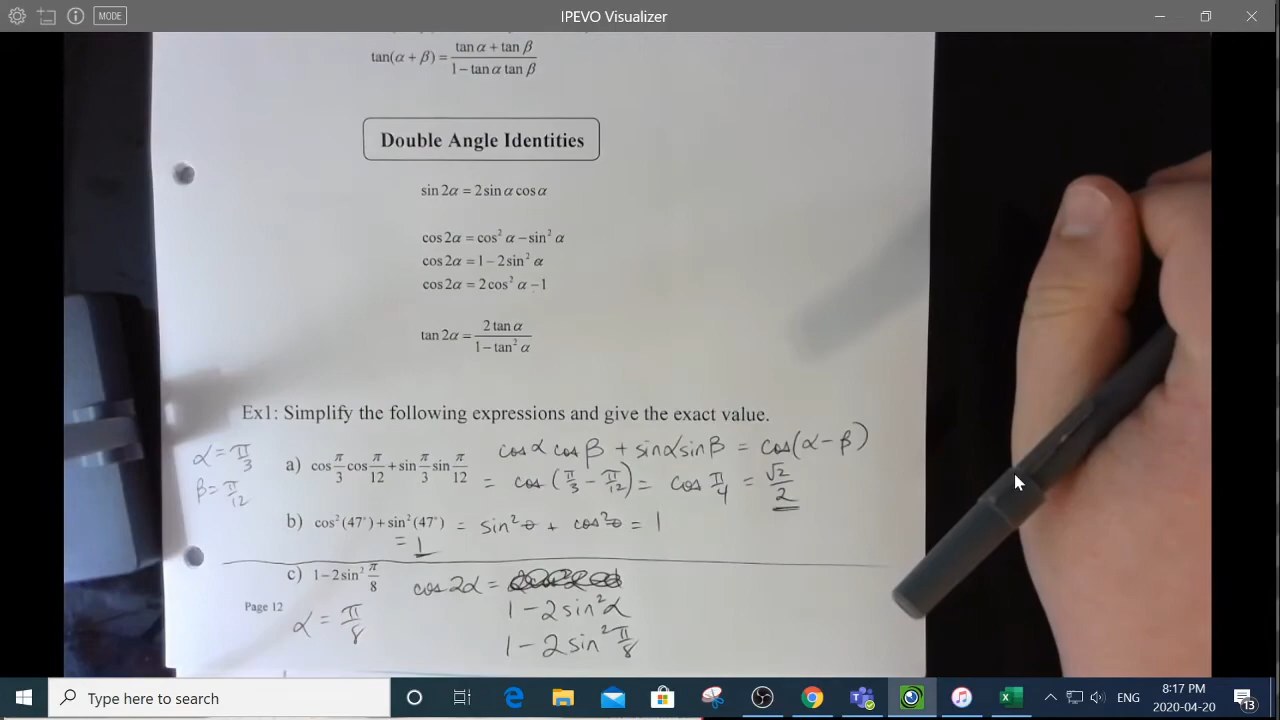 IPEVO Visualizer
MODE
tan(α + β) = (tan α + tan β)/(1 − tan α tan β)
Double Angle Identities
sin 2α = 2 sin α cos α
cos 2α = cos² α − sin² α
cos 2α = 1 − 2 sin² α
cos 2α = 2 cos² α − 1
tan 2α = (2 tan α)/(1 − tan² α)
Ex1: Simplify the following expressions and give the exact value.
cos α cos β + sin α sin β = cos(α − β)
α = π/3
a) cos π/3 cos π/12 + sin π/3 sin π/12 = cos (π/3 − π/12) = cos π/4 = √2/2
β = π/12
b) cos² (47°) + sin² (47°) = sin² θ + cos² θ = 1
= 1
c) 1 − 2 sin² π/8 cos 2α =
1 − 2 sin² α
Page 12
α = π/8
1 − 2 sin² π/8
Type here to search
ENG
8:17 PM
2020-04-20
13